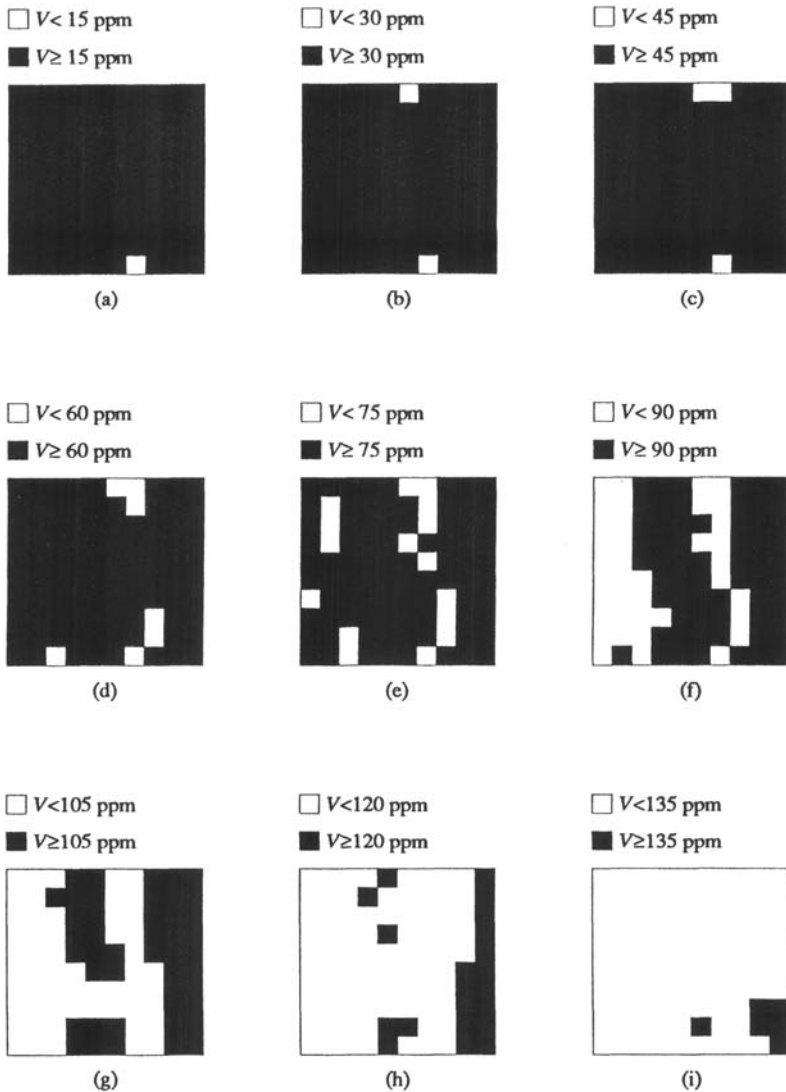 V< 15 ppm V< 30 ppm V< 45 ppm
V≥ 15 ppm V≥ 30 ppm V≥ 45 ppm
(a) (b) (c)
V< 60 ppm V< 75 ppm V< 90 ppm
V≥ 60 ppm V≥ 75 ppm V≥ 90 ppm
(d) (e) (f)
V<105 ppm V<120 ppm V<135 ppm
V≥105 ppm V≥120 ppm V≥135 ppm
(g) (h) (i)